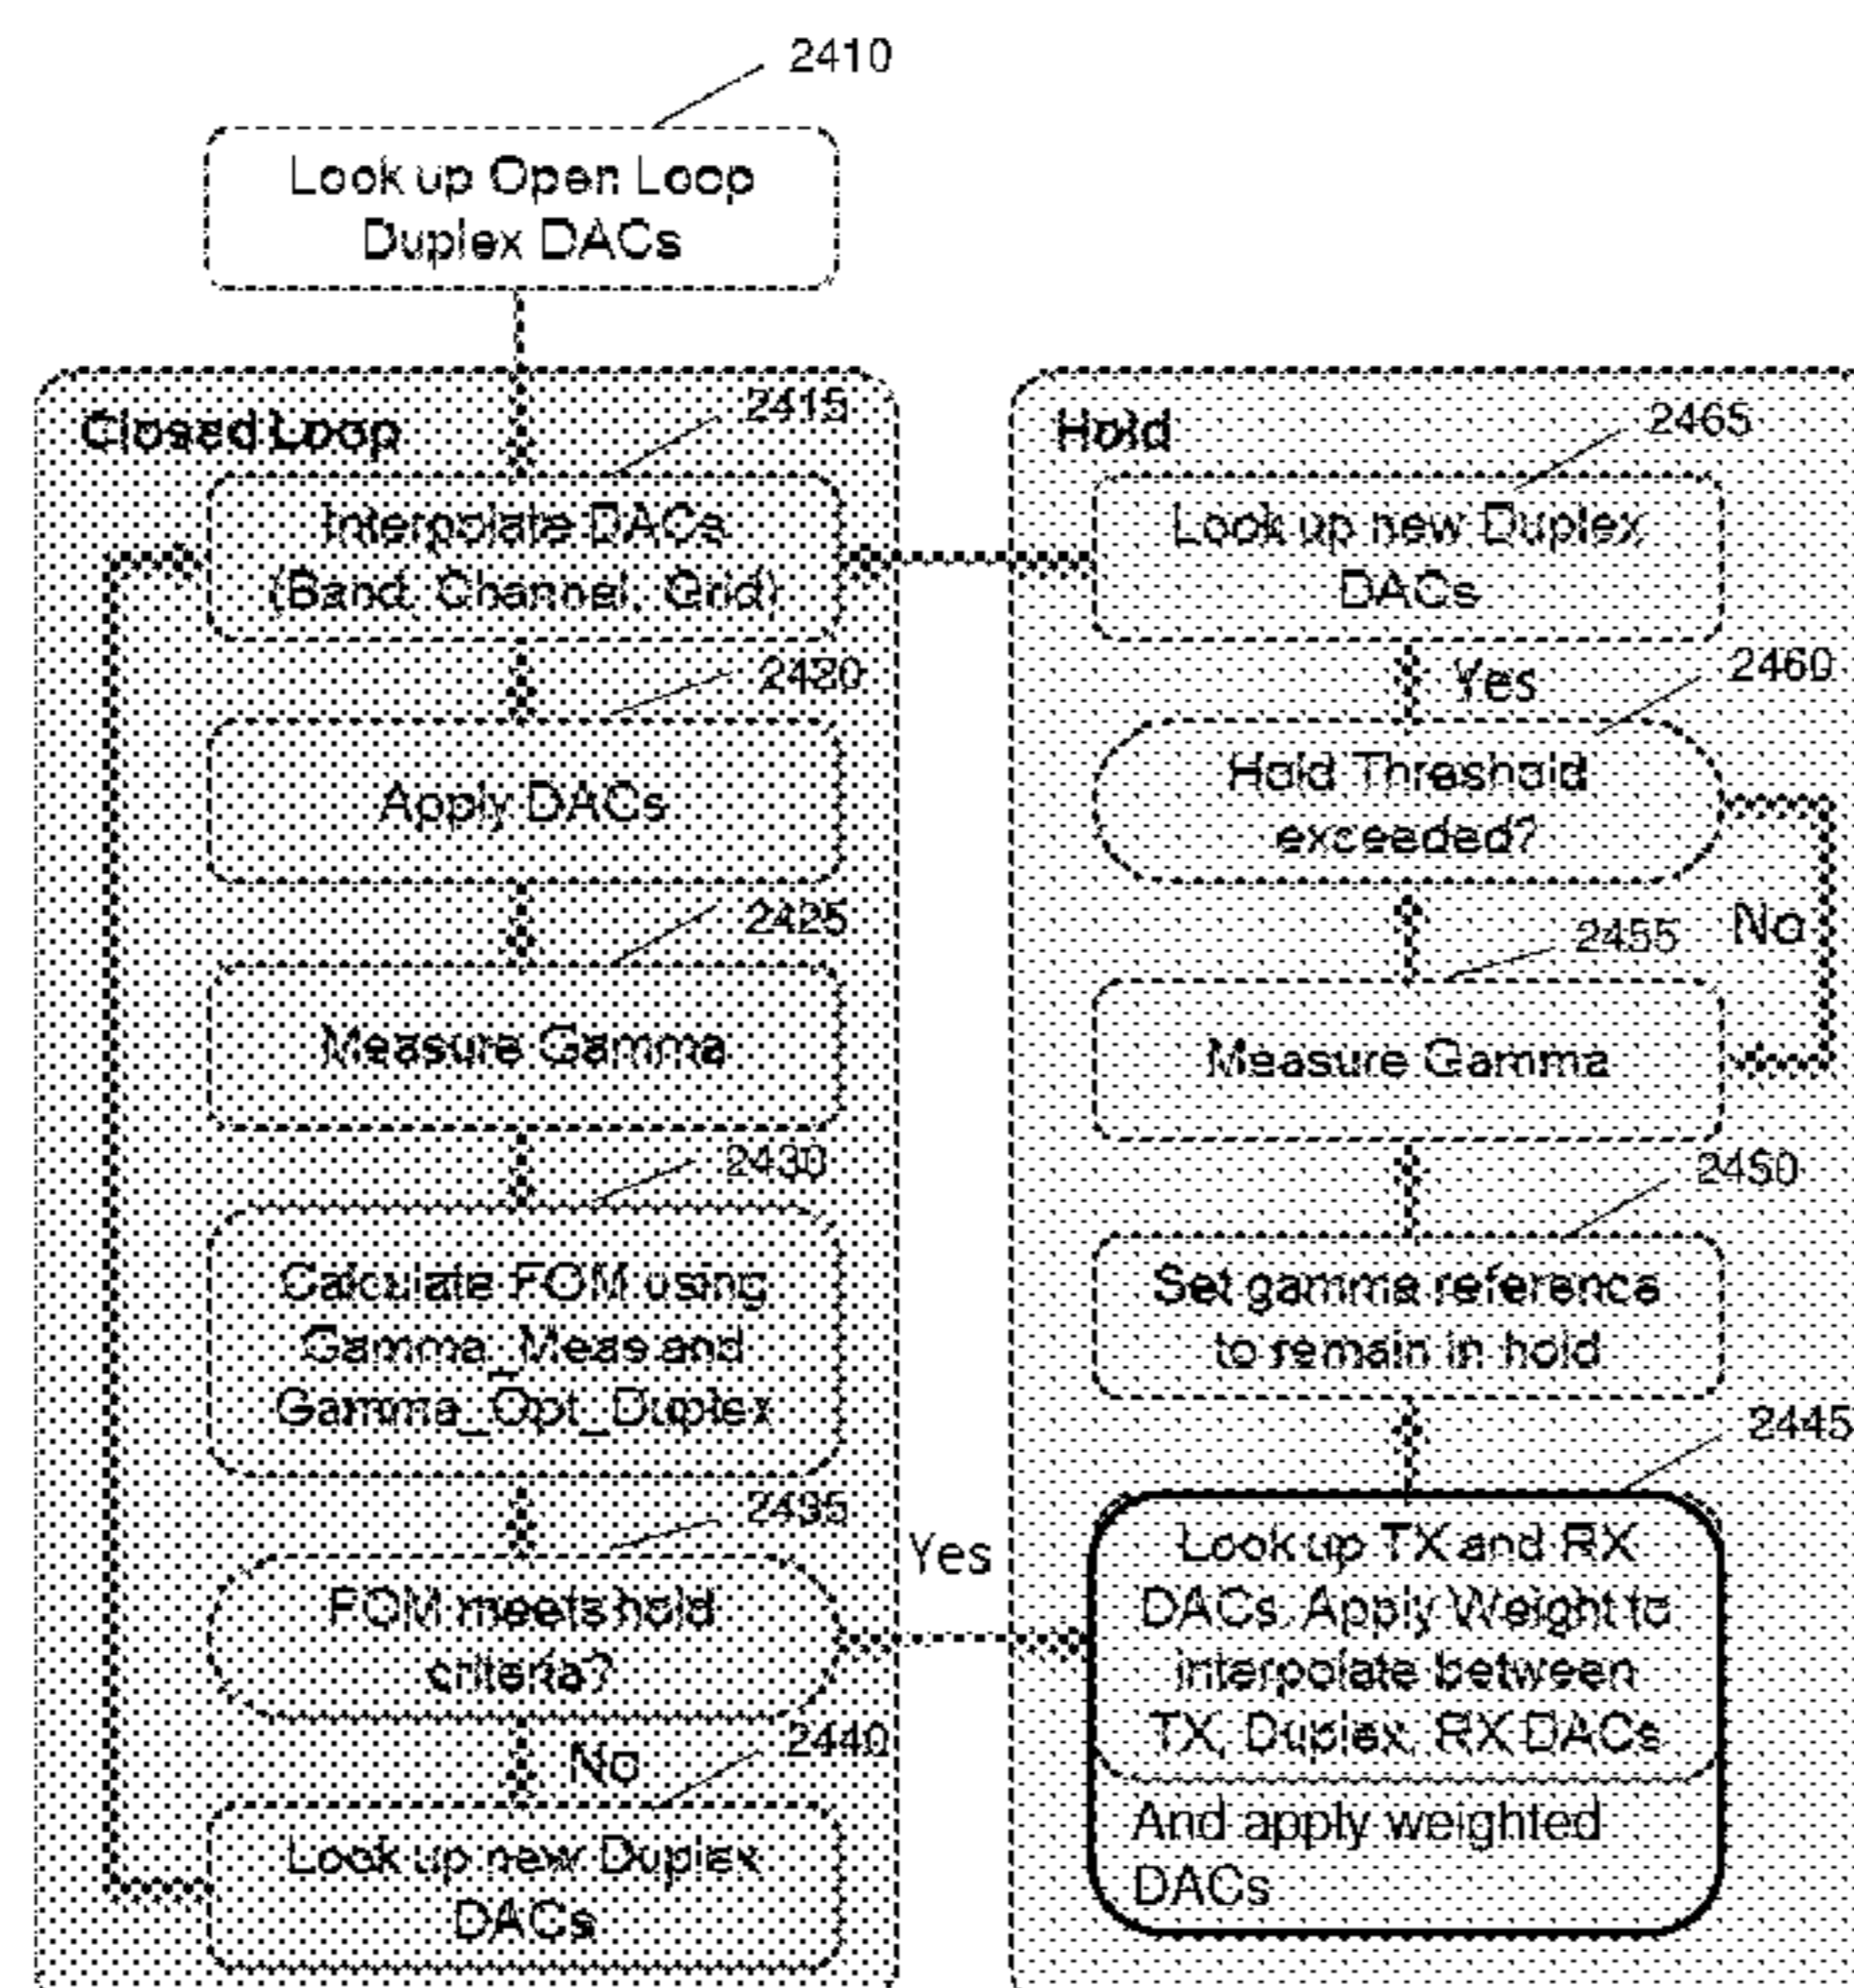 2410
Look up Open Loop
Duplex DACs
Closed Loop
2415
Interpolate DACs
(Band, Channel, Grid)
2420
Apply DACs
2425
Measure Gamma
2430
Calculate FOM using
Gamma_Meas and
Gamma_Opt_Duplex
2435
FOM meets hold
criteria?
Yes
No
2440
Look up new Duplex
DACs
Hold
2465
Look up new Duplex
DACs
Yes
2460
Hold Threshold
exceeded?
No
2455
Measure Gamma
2450
Set gamma reference
to remain in hold
2445
Look up TX and RX
DACs, Apply Weight to
interpolate between
TX, Duplex, RX DACs
And apply weighted
DACs